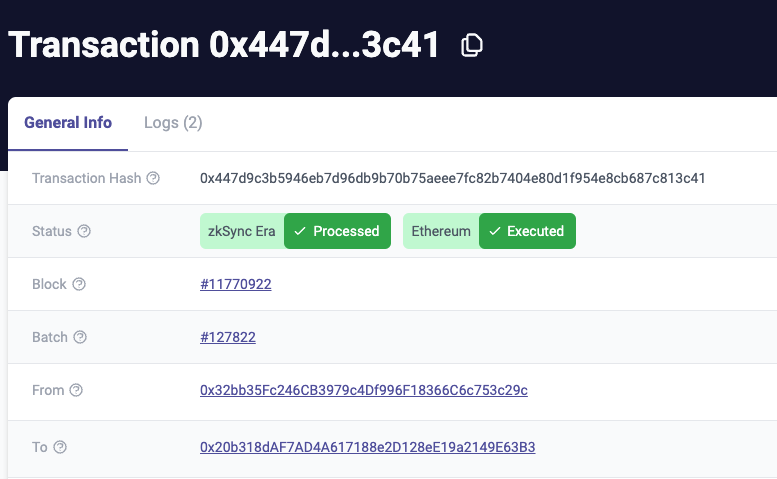 Transaction 0x447d...3c41
General Info Logs (2)
Transaction Hash 0x447d9c3b5946eb7d96db9b70b75aeee7fc82b7404e80d1f954e8cb687c813c41
Status zkSync Era Processed Ethereum Executed
Block #11770922
Batch #127822
From 0x32bb35Fc246CB3979c4Df996F18366C6c753c29c
To 0x20b318dAF7AD4A617188e2D128eE19a2149E63B3